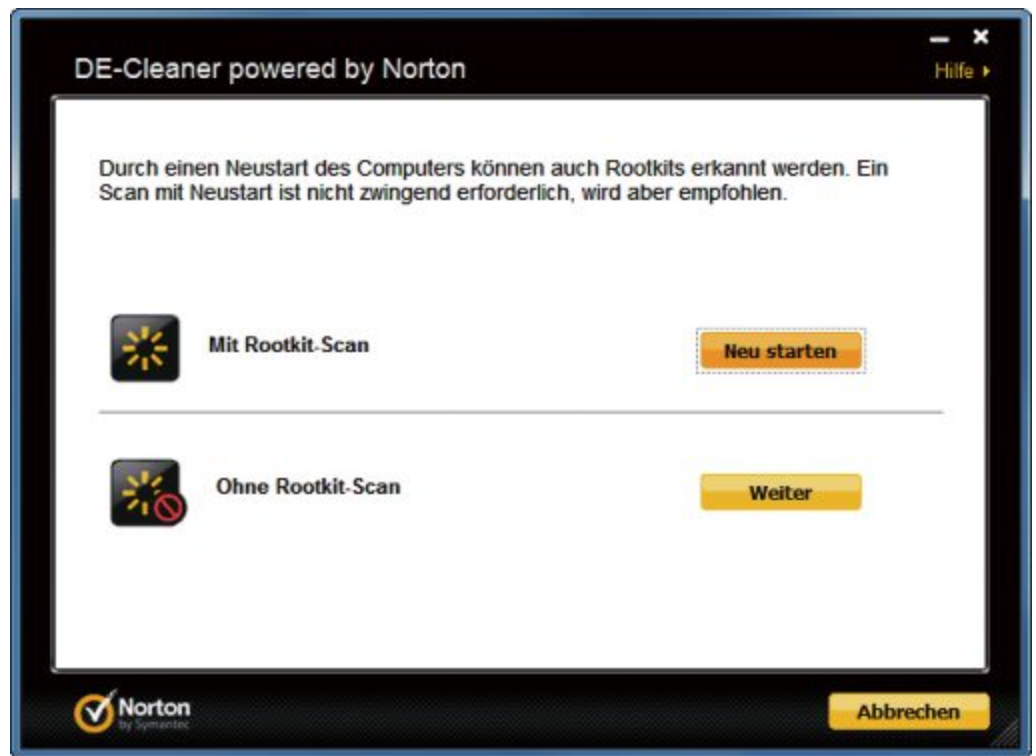 DE-Cleaner powered by Norton
Hilfe
Durch einen Neustart des Computers können auch Rootkits erkannt werden. Ein
Scan mit Neustart ist nicht zwingend erforderlich, wird aber empfohlen.
Mit Rootkit-Scan
Neu starten
Ohne Rootkit-Scan
Weiter
Norton
by Symantec
Abbrechen